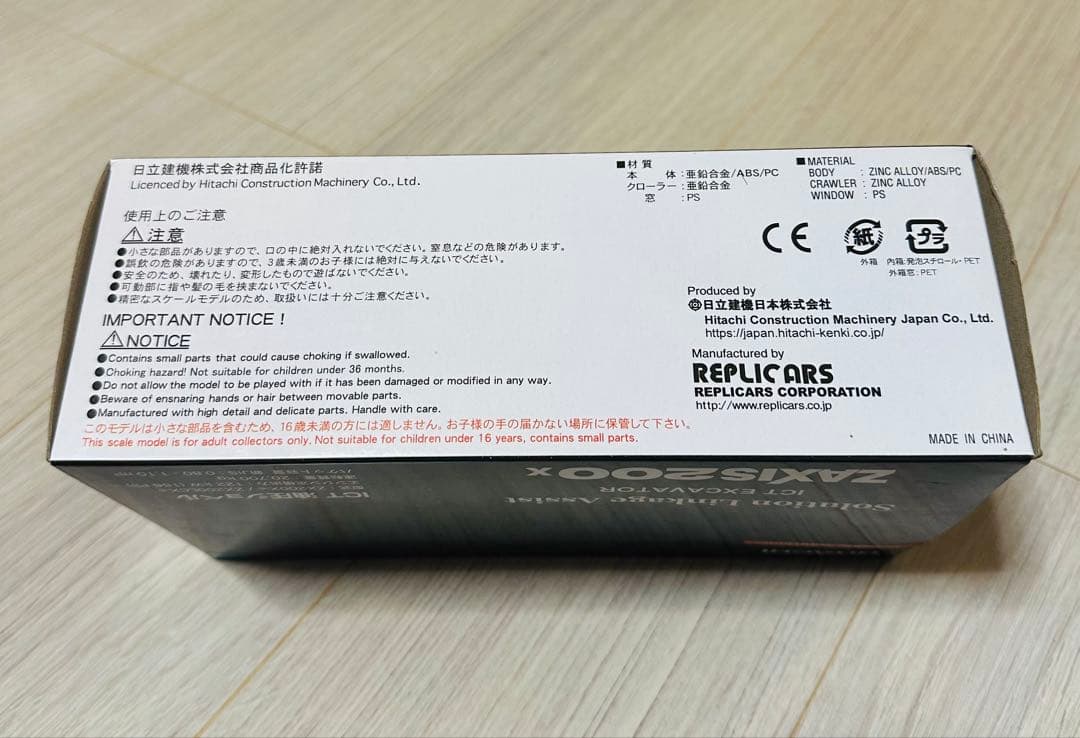 日立建機株式会社商品化許諾
Licenced by Hitachi Construction Machinery Co., Ltd.
使用上のご注意
⚠注意
●小さな部品がありますので、口の中に絶対入れないでください。窒息などの危険があります。
●誤飲の危険がありますので、3歳未満のお子様には絶対に与えないでください。
●安全のため、壊れたり、変形したもので遊ばないでください。
●可動部に指や髪の毛を挟まないでください。
●精密なスケールモデルのため、取扱いには十分ご注意ください。
IMPORTANT NOTICE!
⚠NOTICE
●Contains small parts that could cause choking if swallowed.
●Choking hazard! Not suitable for children under 36 months.
●Do not allow the model to be played with if it has been damaged or modified in any way.
●Beware of ensnaring hands or hair between movable parts.
●Manufactured with high detail and delicate parts. Handle with care.
このモデルは小さな部品を含むため、16歳未満の方には適しません。お子様の手の届かない場所に保管して下さい。
This scale model is for adult collectors only. Not suitable for children under 16 years, contains small parts.
■材質
本体:亜鉛合金/ABS/PC
クローラー:亜鉛合金
窓:PS
■MATERIAL
BODY : ZINC ALLOY/ABS/PC
CRAWLER : ZINC ALLOY
WINDOW : PS
CE
紙
外箱
プラ
内箱:発泡スチロール・PET
外箱窓:PET
Produced by
日立建機日本株式会社
Hitachi Construction Machinery Japan Co., Ltd.
https://japan.hitachi-kenki.co.jp/
Manufactured by
REPLICARS
REPLICARS CORPORATION
http://www.replicars.co.jp
MADE IN CHINA
Solution Linkage Assist
ICT EXCAVATOR
ZAXIS200X
ICT油圧ショベル